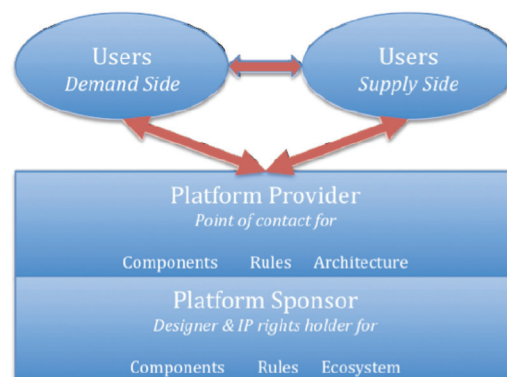 Users
Demand Side
Users
Supply Side
Platform Provider
Point of contact for
Components Rules Architecture
Platform Sponsor
Designer & IP rights holder for
Components Rules Ecosystem